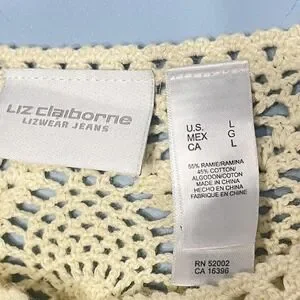 LIZ CLAIBORNE
LIZWEAR JEANS
U.S. L
MEX G
CA L
55% RAMIE/RAMINA
45% COTTON/
ALGODON/COTON
MADE IN CHINA
HECHO EN CHINA
FABRIQUE EN CHINE
RN 52002
CA 16396